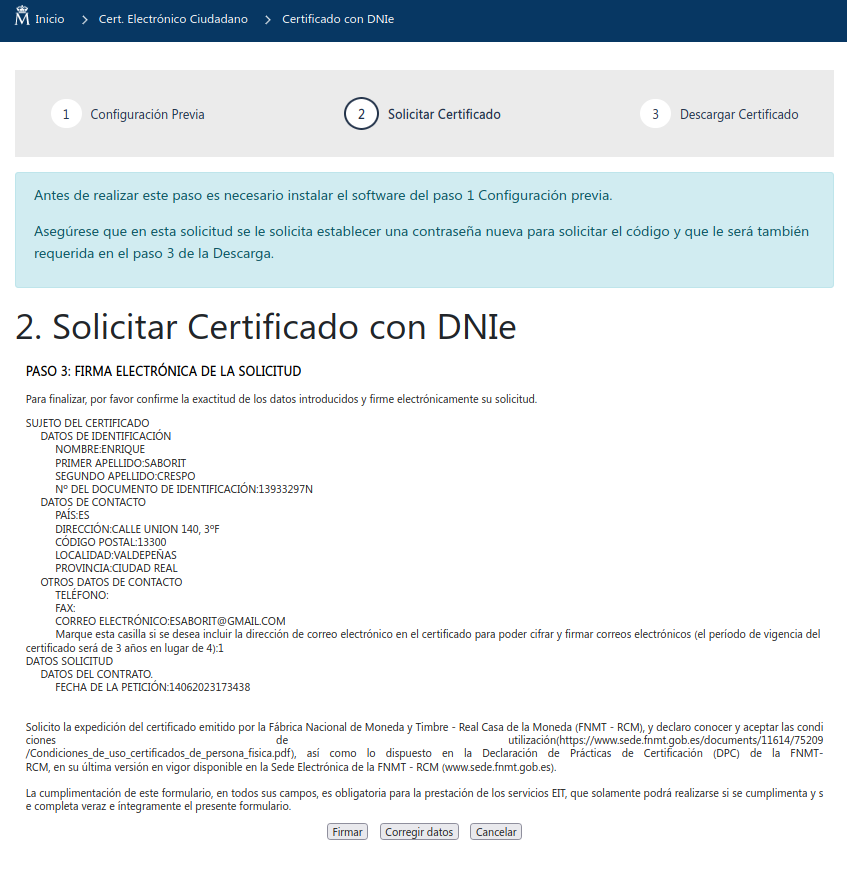 Inicio > Cert. Electrónico Ciudadano > Certificado con DNIe
1 Configuración Previa 2 Solicitar Certificado 3 Descargar Certificado
Antes de realizar este paso es necesario instalar el software del paso 1 Configuración previa.
Asegúrese que en esta solicitud se le solicita establecer una contraseña nueva para solicitar el código y que le será también
requerida en el paso 3 de la Descarga.
2. Solicitar Certificado con DNIe
PASO 3: FIRMA ELECTRÓNICA DE LA SOLICITUD
Para finalizar, por favor confirme la exactitud de los datos introducidos y firme electrónicamente su solicitud.
SUJETO DEL CERTIFICADO
DATOS DE IDENTIFICACIÓN
NOMBRE:ENRIQUE
PRIMER APELLIDO:SABORIT
SEGUNDO APELLIDO:CRESPO
Nº DEL DOCUMENTO DE IDENTIFICACIÓN:13933297N
DATOS DE CONTACTO
PAÍS:ES
DIRECCIÓN:CALLE UNION 140, 3ºF
CÓDIGO POSTAL:13300
LOCALIDAD:VALDEPEÑAS
PROVINCIA:CIUDAD REAL
OTROS DATOS DE CONTACTO
TELÉFONO:
FAX:
CORREO ELECTRÓNICO:ESABORIT@GMAIL.COM
Marque esta casilla si se desea incluir la dirección de correo electrónico en el certificado para poder cifrar y firmar correos electrónicos (el período de vigencia del
certificado será de 3 años en lugar de 4):1
DATOS SOLICITUD
DATOS DEL CONTRATO.
FECHA DE LA PETICIÓN:14062023173438
Solicito la expedición del certificado emitido por la Fábrica Nacional de Moneda y Timbre - Real Casa de la Moneda (FNMT - RCM), y declaro conocer y aceptar las condi
ciones de utilización(https://www.sede.fnmt.gob.es/documents/11614/75209
/Condiciones_de_uso_certificados_de_persona_fisica.pdf), así como lo dispuesto en la Declaración de Prácticas de Certificación (DPC) de la FNMT-
RCM, en su última versión en vigor disponible en la Sede Electrónica de la FNMT - RCM (www.sede.fnmt.gob.es).
La cumplimentación de este formulario, en todos sus campos, es obligatoria para la prestación de los servicios EIT, que solamente podrá realizarse si se cumplimenta y s
e completa veraz e íntegramente el presente formulario.
Firmar Corregir datos Cancelar